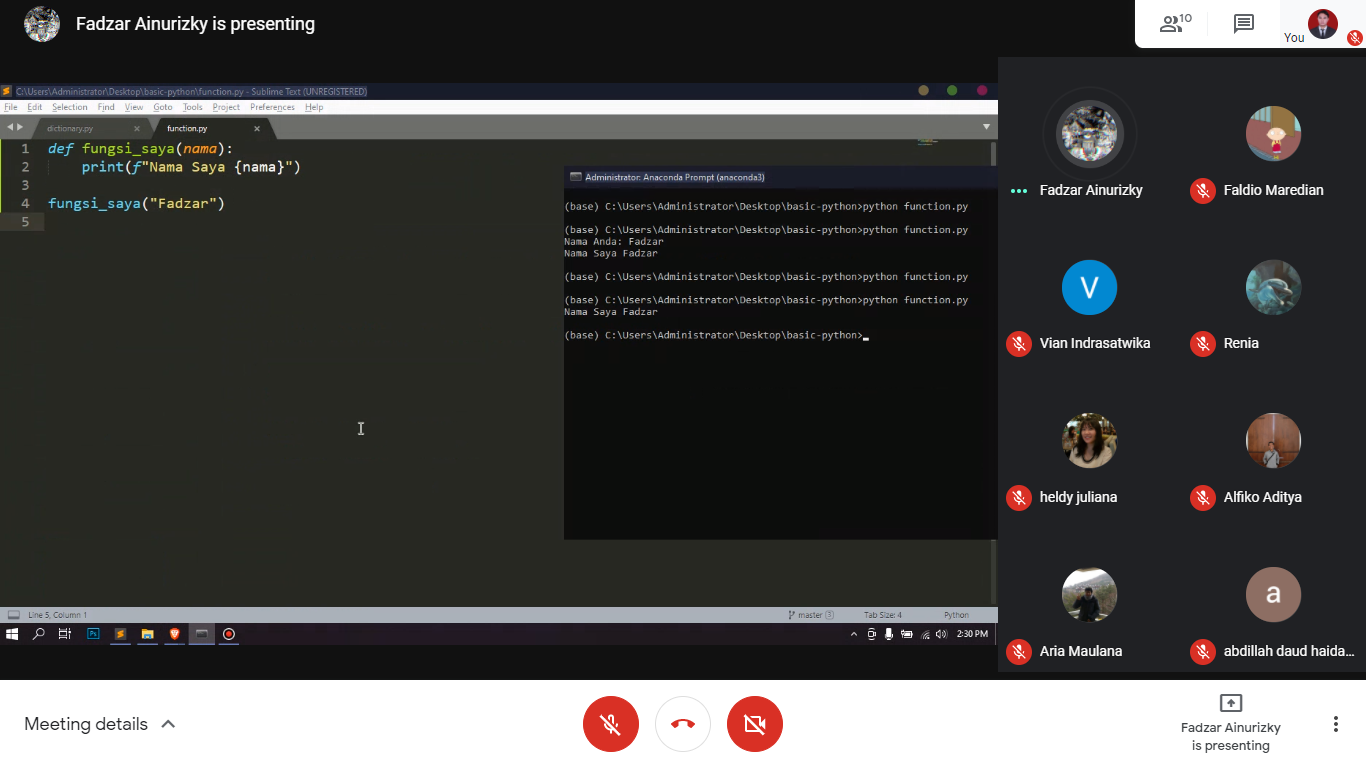 Fadzar Ainurizky is presenting
10
You
C:\Users\Administrator\Desktop\basic-python\function.py - Sublime Text (UNREGISTERED)
File Edit Selection Find View Goto Tools Project Preferences Help
dictionary.py × function.py ×
1 def fungsi_saya(nama):
2 print(f"Nama Saya {nama}")
3
4 fungsi_saya("Fadzar")
5
Administrator: Anaconda Prompt (anaconda3)
(base) C:\Users\Administrator\Desktop\basic-python>python function.py
(base) C:\Users\Administrator\Desktop\basic-python>python function.py
Nama Anda: Fadzar
Nama Saya Fadzar
(base) C:\Users\Administrator\Desktop\basic-python>python function.py
(base) C:\Users\Administrator\Desktop\basic-python>python function.py
Nama Saya Fadzar
(base) C:\Users\Administrator\Desktop\basic-python>
Line 5, Column 1 master 3 Tab Size: 4 Python
Ps 2:30 PM
Fadzar Ainurizky
Faldio Maredian
V
Vian Indrasatwika
Renia
heldy juliana
Alfiko Aditya
Aria Maulana
a
abdillah daud haida...
Meeting details
Fadzar Ainurizky
is presenting